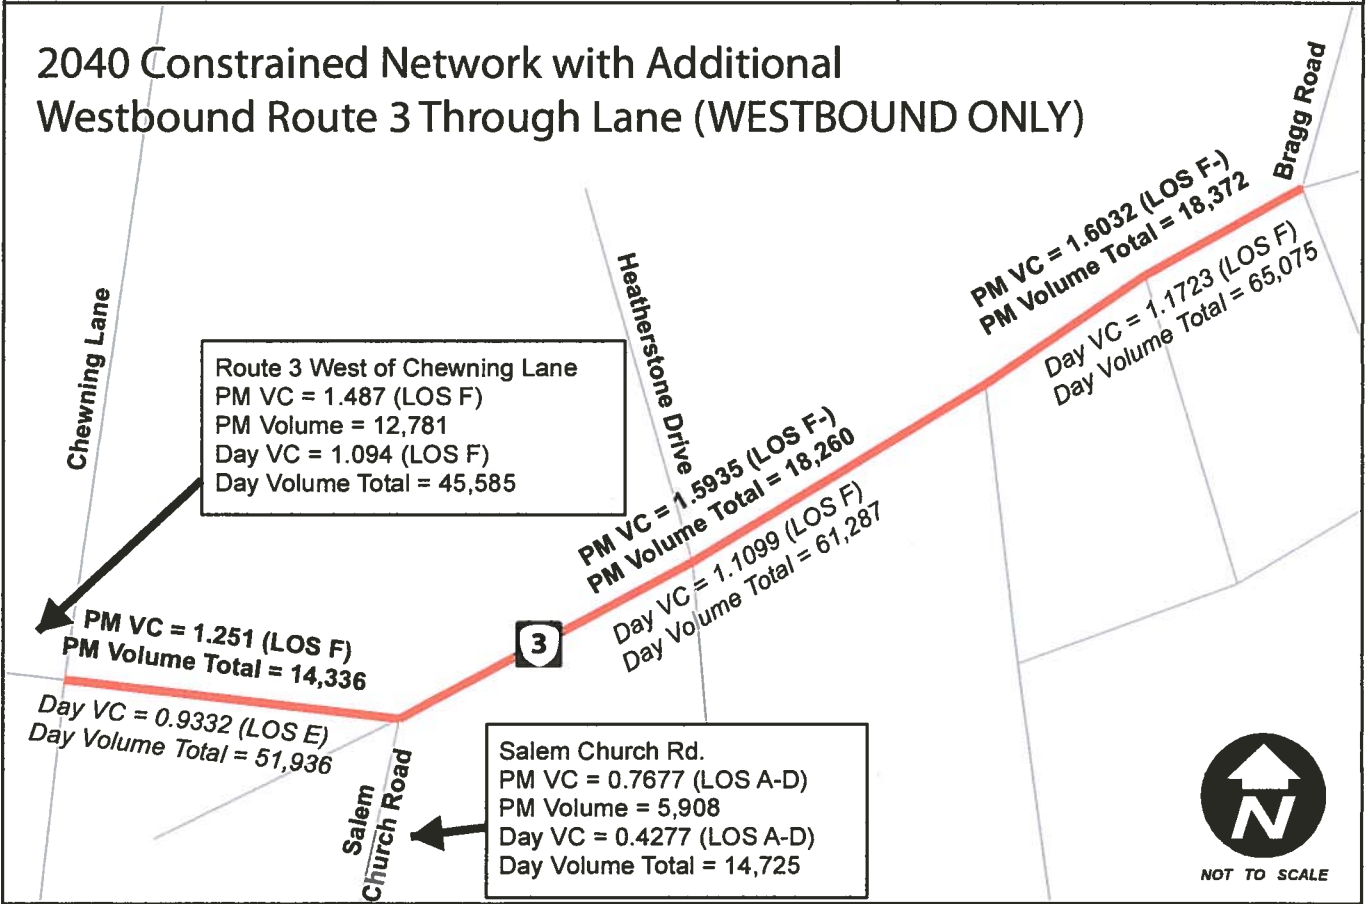 2040 Constrained Network with Additional
Westbound Route 3 Through Lane (WESTBOUND ONLY)
Bragg Road
PM VC = 1.6032 (LOS F-)
PM Volume Total = 18,372
Day VC = 1.1723 (LOS F)
Day Volume Total = 65,075
Chewning Lane
Heatherstone Drive
Route 3 West of Chewning Lane
PM VC = 1.487 (LOS F)
PM Volume = 12,781
Day VC = 1.094 (LOS F)
Day Volume Total = 45,585
PM VC = 1.5935 (LOS F-)
PM Volume Total = 18,260
Day VC = 1.1099 (LOS F)
Day Volume Total = 61,287
3
PM VC = 1.251 (LOS F)
PM Volume Total = 14,336
Day VC = 0.9332 (LOS E)
Day Volume Total = 51,936
Salem
Church Road
Salem Church Rd.
PM VC = 0.7677 (LOS A-D)
PM Volume = 5,908
Day VC = 0.4277 (LOS A-D)
Day Volume Total = 14,725
N
NOT TO SCALE